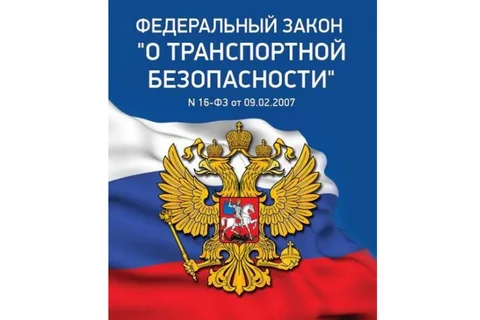 ФЕДЕРАЛЬНЫЙ ЗАКОН
"О ТРАНСПОРТНОЙ
БЕЗОПАСНОСТИ"
N 16-ФЗ от 09.02.2007